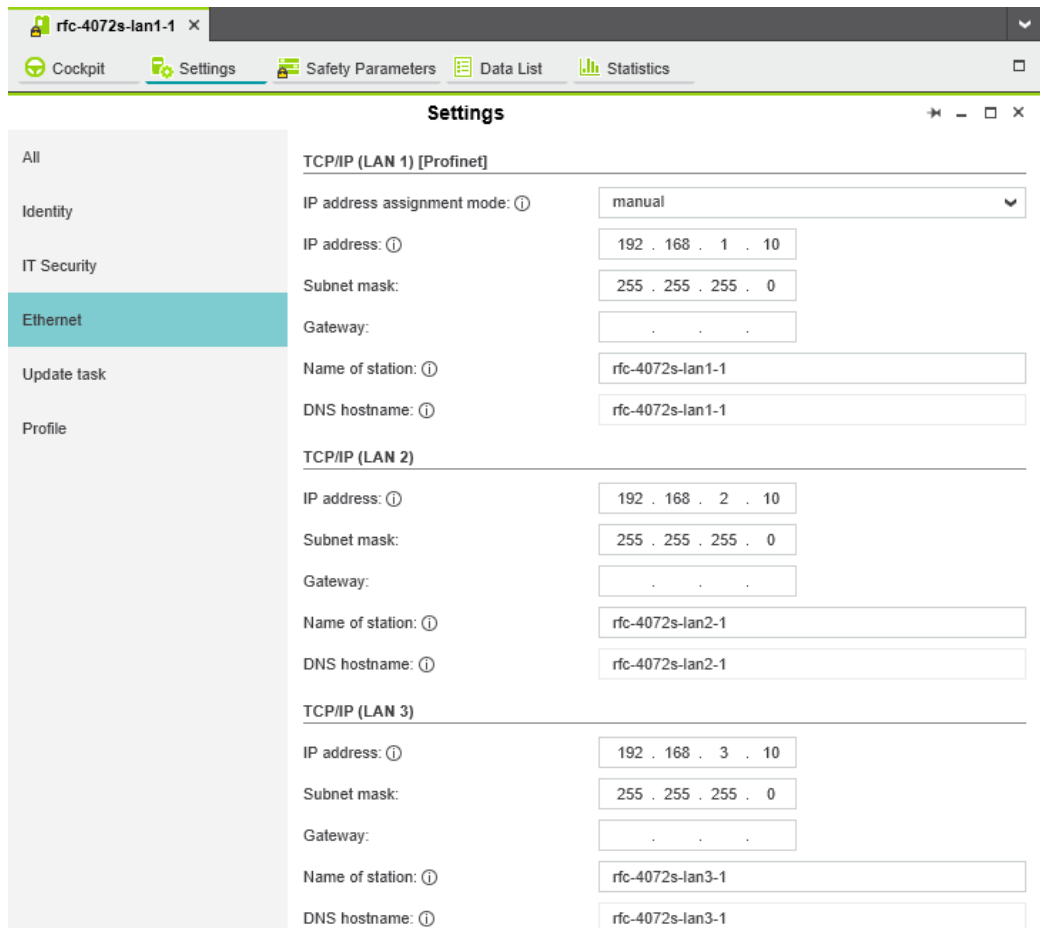 rfc-4072s-lan1-1
Cockpit Settings Safety Parameters Data List Statistics
Settings
All
Identity
IT Security
Ethernet
Update task
Profile
TCP/IP (LAN 1) [Profinet]
IP address assignment mode: manual
IP address: 192 . 168 . 1 . 10
Subnet mask: 255 . 255 . 255 . 0
Gateway: . . .
Name of station: rfc-4072s-lan1-1
DNS hostname: rfc-4072s-lan1-1
TCP/IP (LAN 2)
IP address: 192 . 168 . 2 . 10
Subnet mask: 255 . 255 . 255 . 0
Gateway: . . .
Name of station: rfc-4072s-lan2-1
DNS hostname: rfc-4072s-lan2-1
TCP/IP (LAN 3)
IP address: 192 . 168 . 3 . 10
Subnet mask: 255 . 255 . 255 . 0
Gateway: . . .
Name of station: rfc-4072s-lan3-1
DNS hostname: rfc-4072s-lan3-1